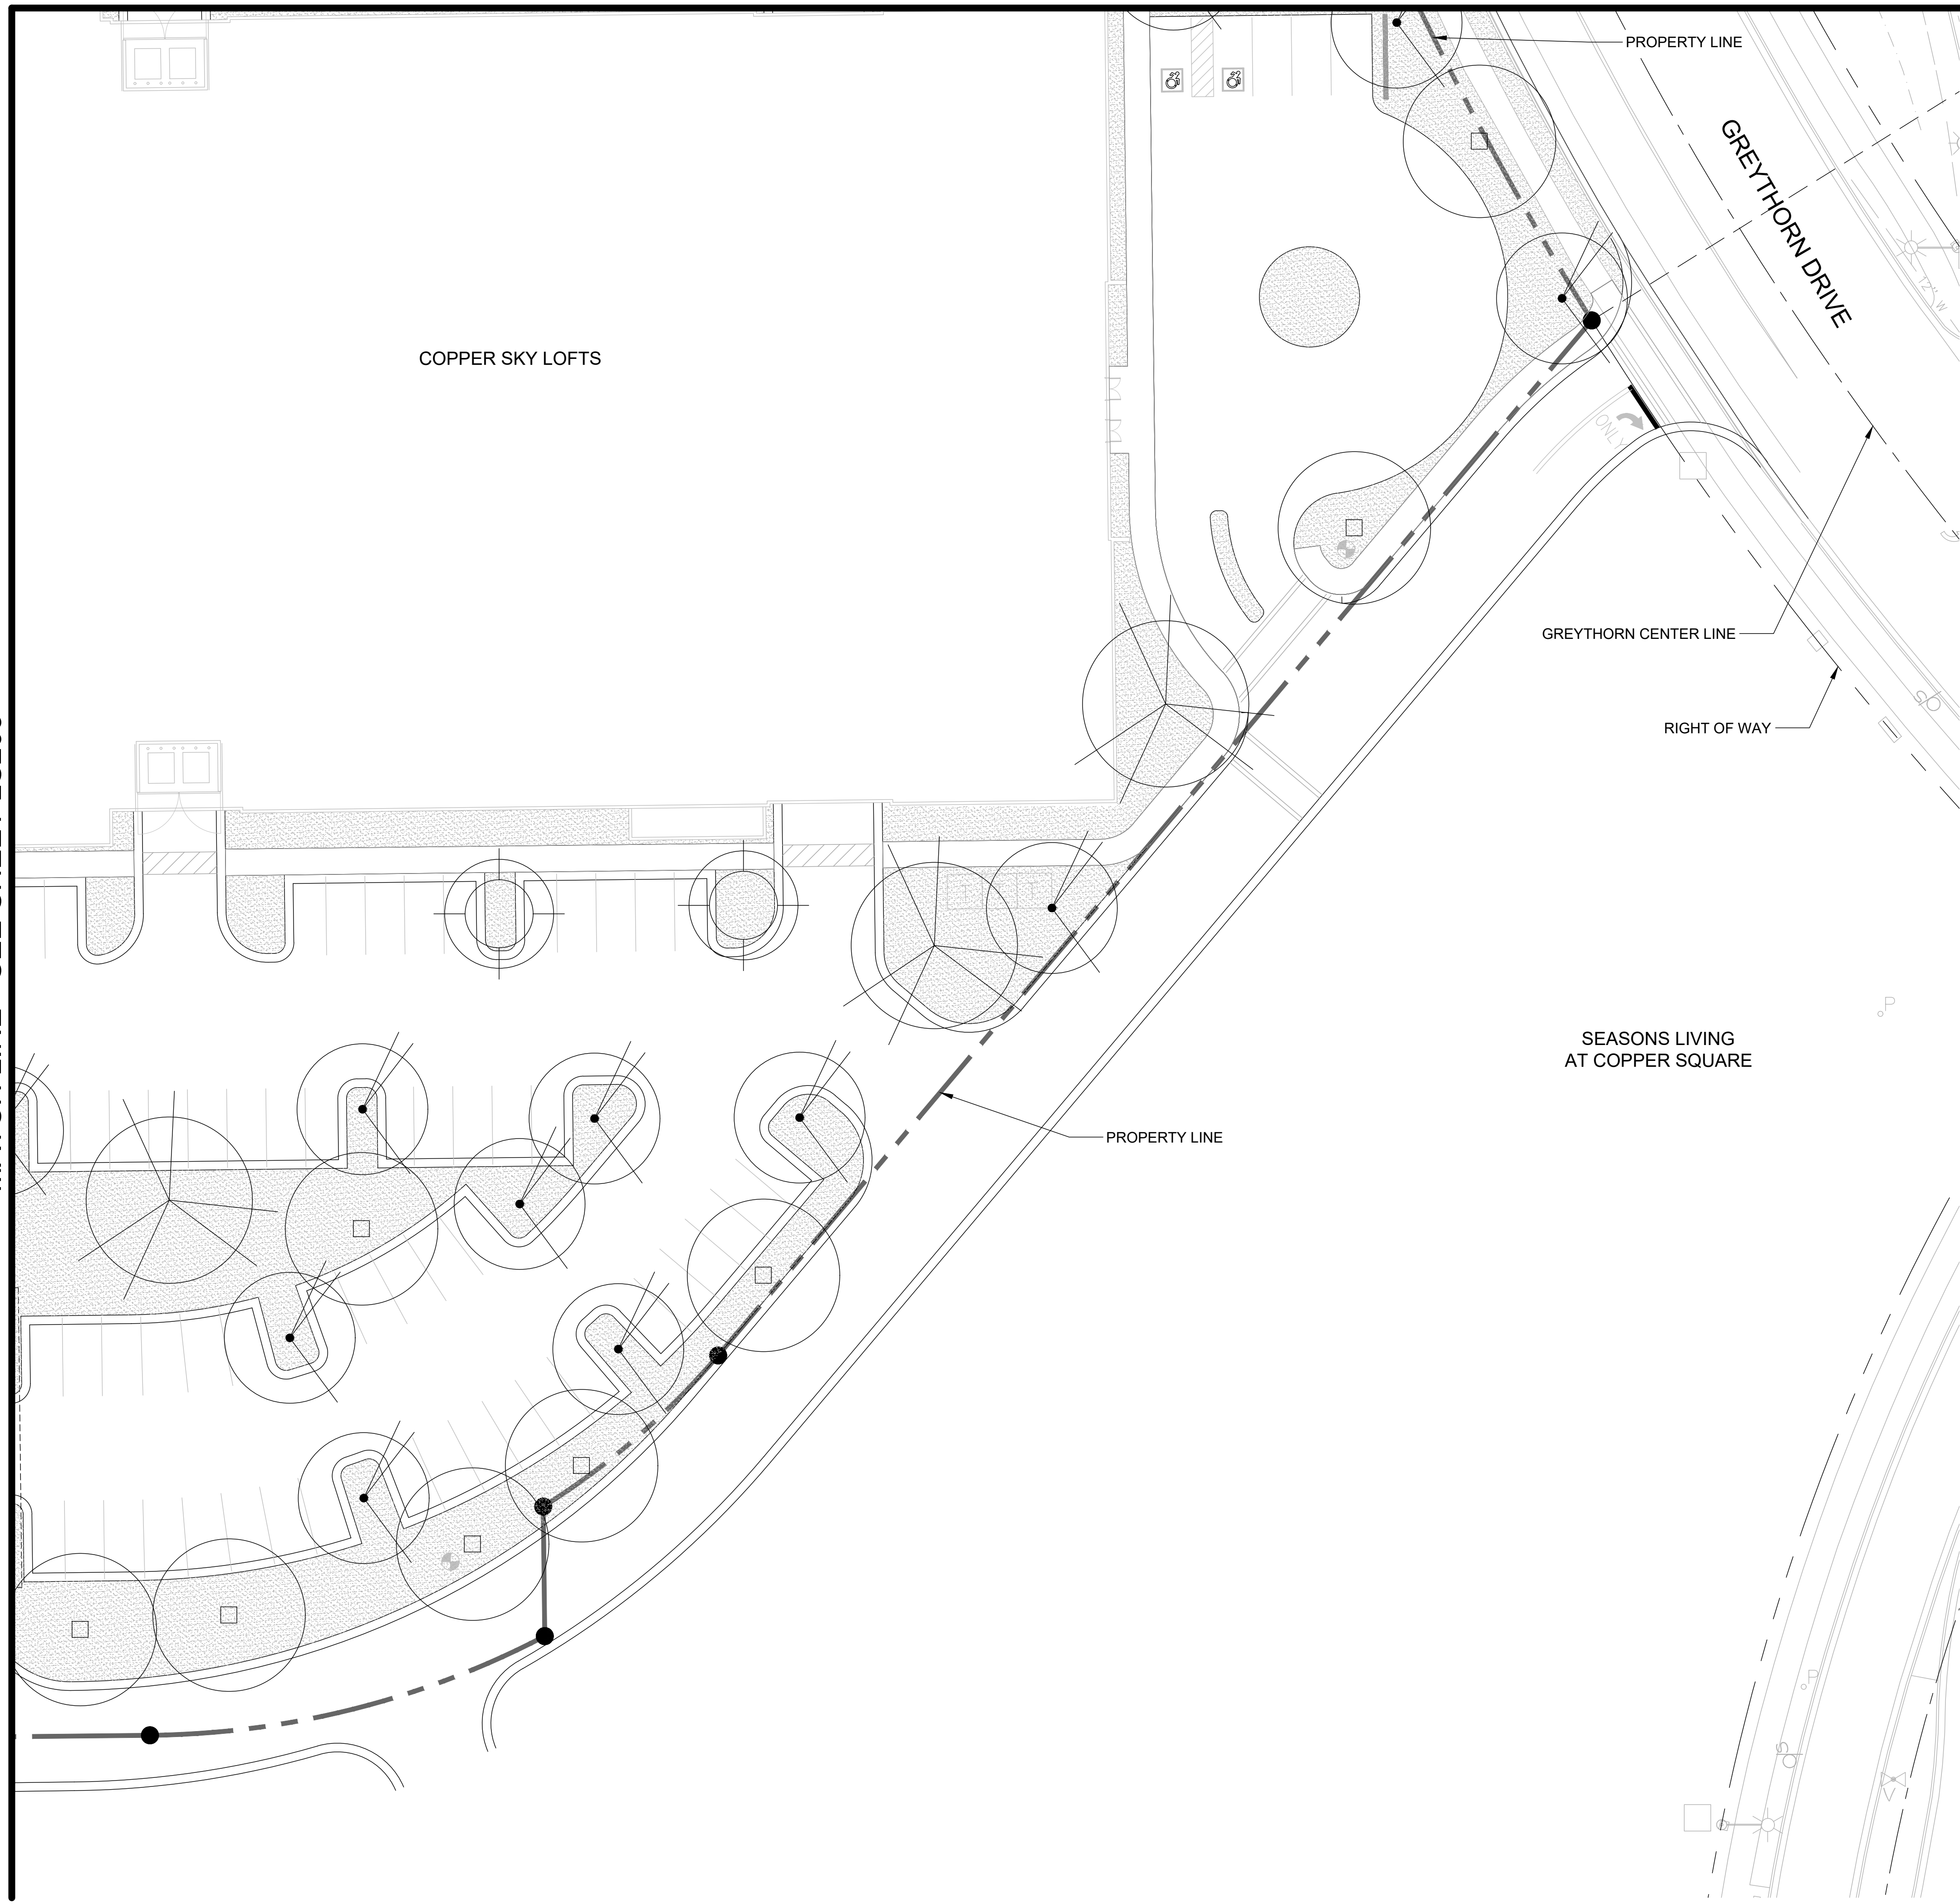 PROPERTY LINE
GREYTHORN DRIVE
12" W
COPPER SKY LOFTS
ONLY
GREYTHORN CENTER LINE
RIGHT OF WAY
S
T
T
P
SEASONS LIVING
AT COPPER SQUARE
PROPERTY LINE
P
S